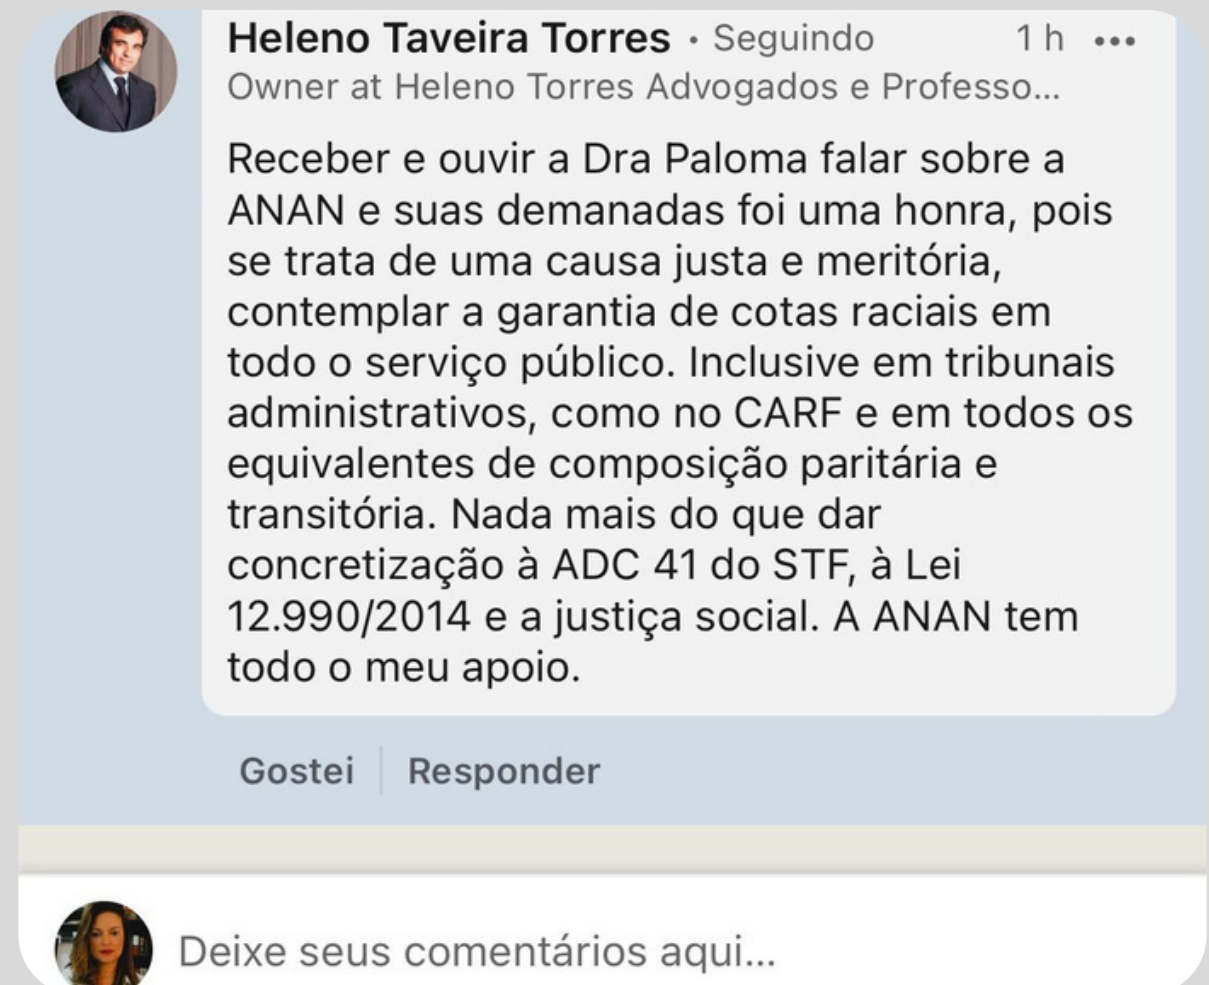 Heleno Taveira Torres • Seguindo 1 h •••
Owner at Heleno Torres Advogados e Professo...
Receber e ouvir a Dra Paloma falar sobre a
ANAN e suas demanadas foi uma honra, pois
se trata de uma causa justa e meritória,
contemplar a garantia de cotas raciais em
todo o serviço público. Inclusive em tribunais
administrativos, como no CARF e em todos os
equivalentes de composição paritária e
transitória. Nada mais do que dar
concretização à ADC 41 do STF, à Lei
12.990/2014 e a justiça social. A ANAN tem
todo o meu apoio.
Gostei | Responder
Deixe seus comentários aqui...